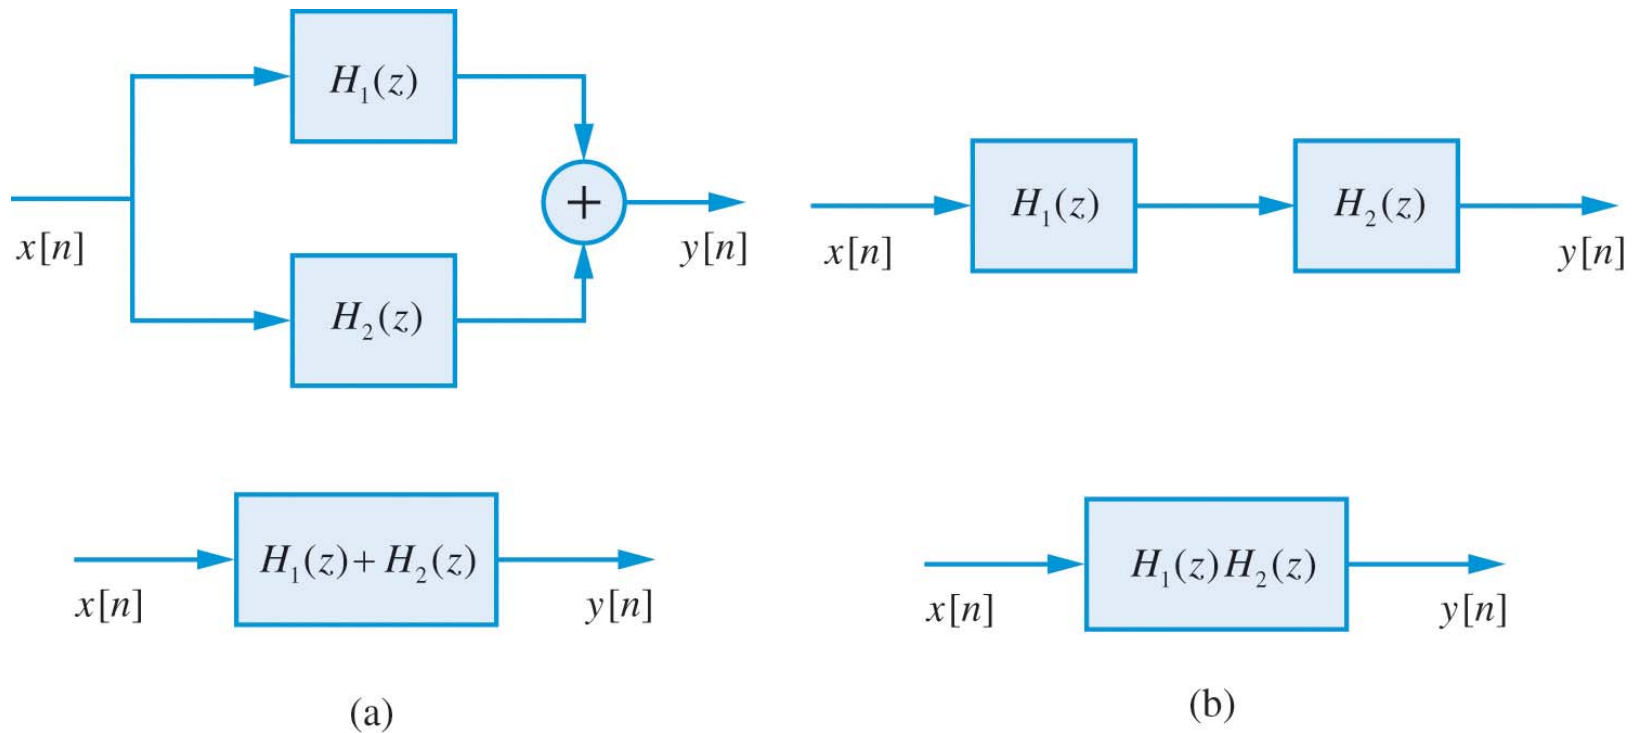 H₁(z)
+
x[n]
y[n]
H₂(z)
H₁(z)
H₂(z)
x[n]
y[n]
H₁(z)+H₂(z)
x[n]
y[n]
(a)
H₁(z)H₂(z)
x[n]
y[n]
(b)